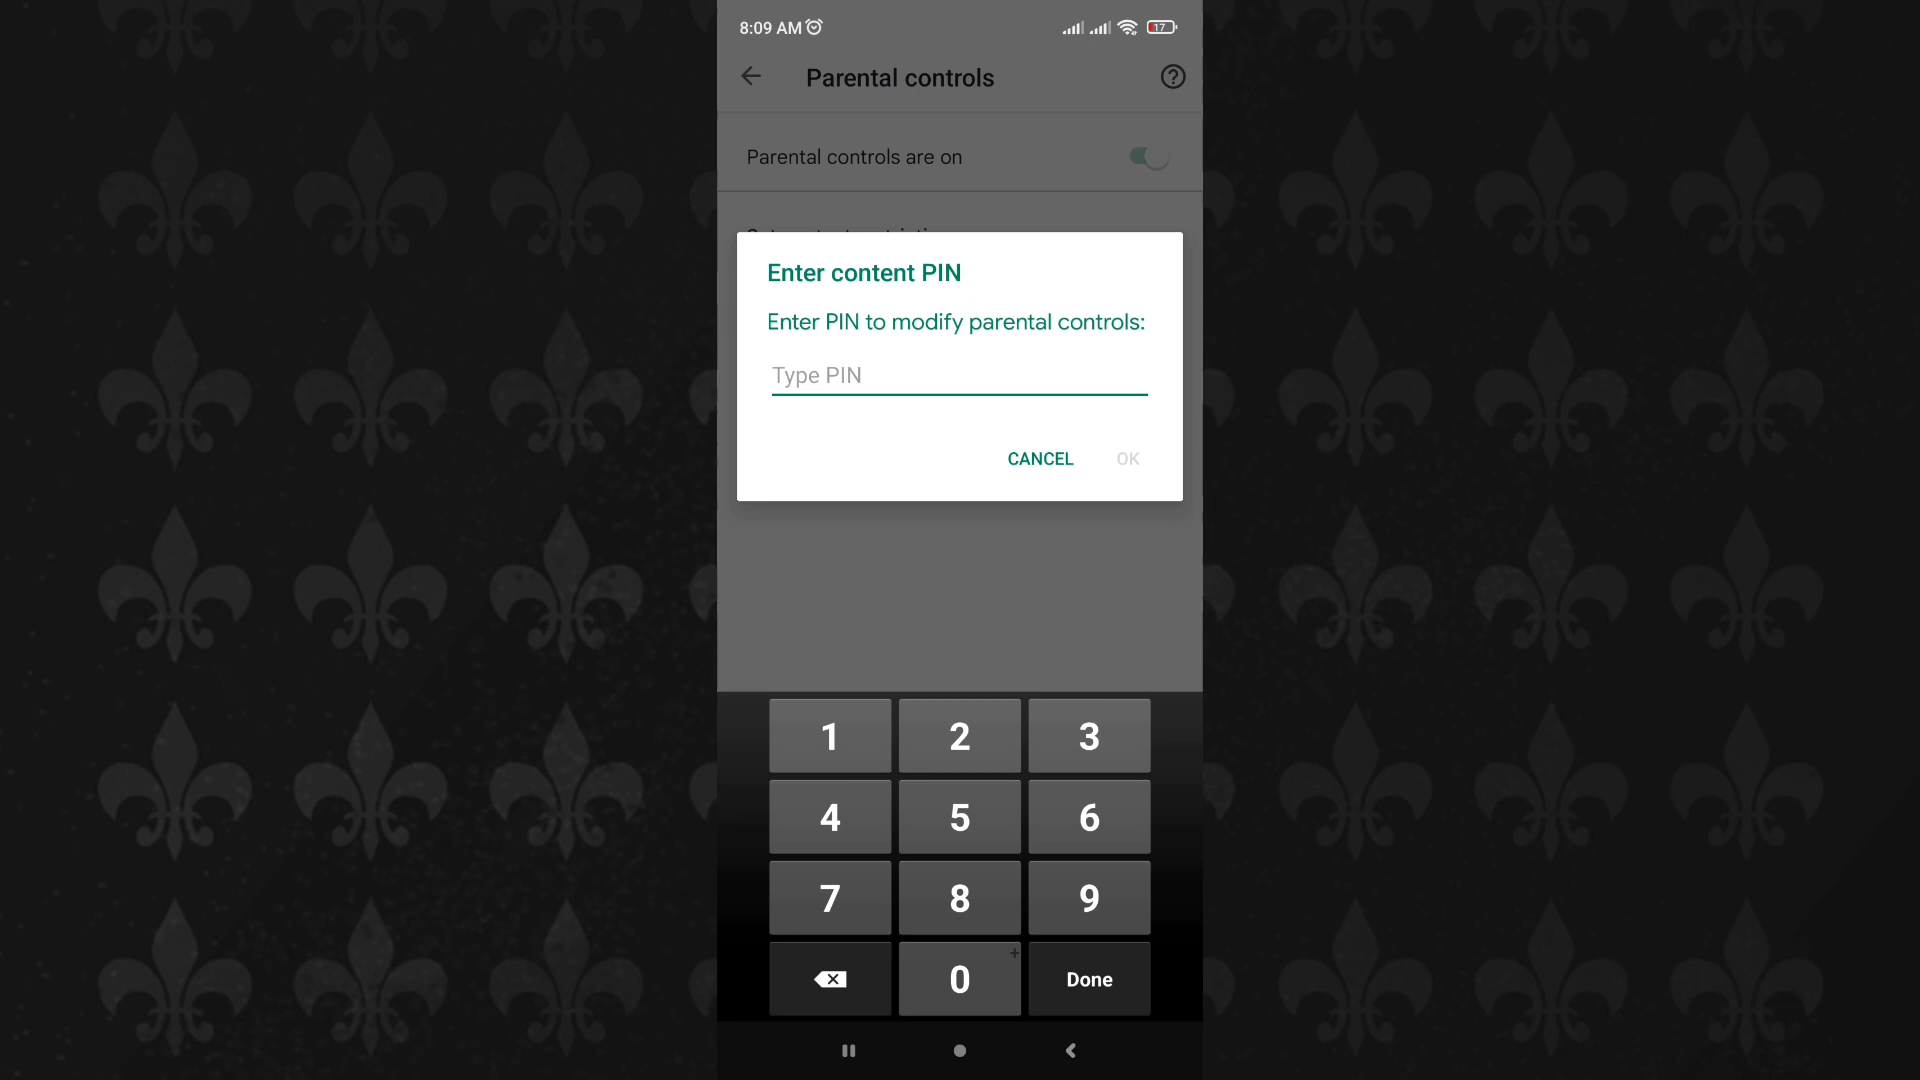 8:09 AM
17
Parental controls
Parental controls are on
Enter content PIN
Enter PIN to modify parental controls:
Type PIN
CANCEL OK
1 2 3
4 5 6
7 8 9
+
0 Done